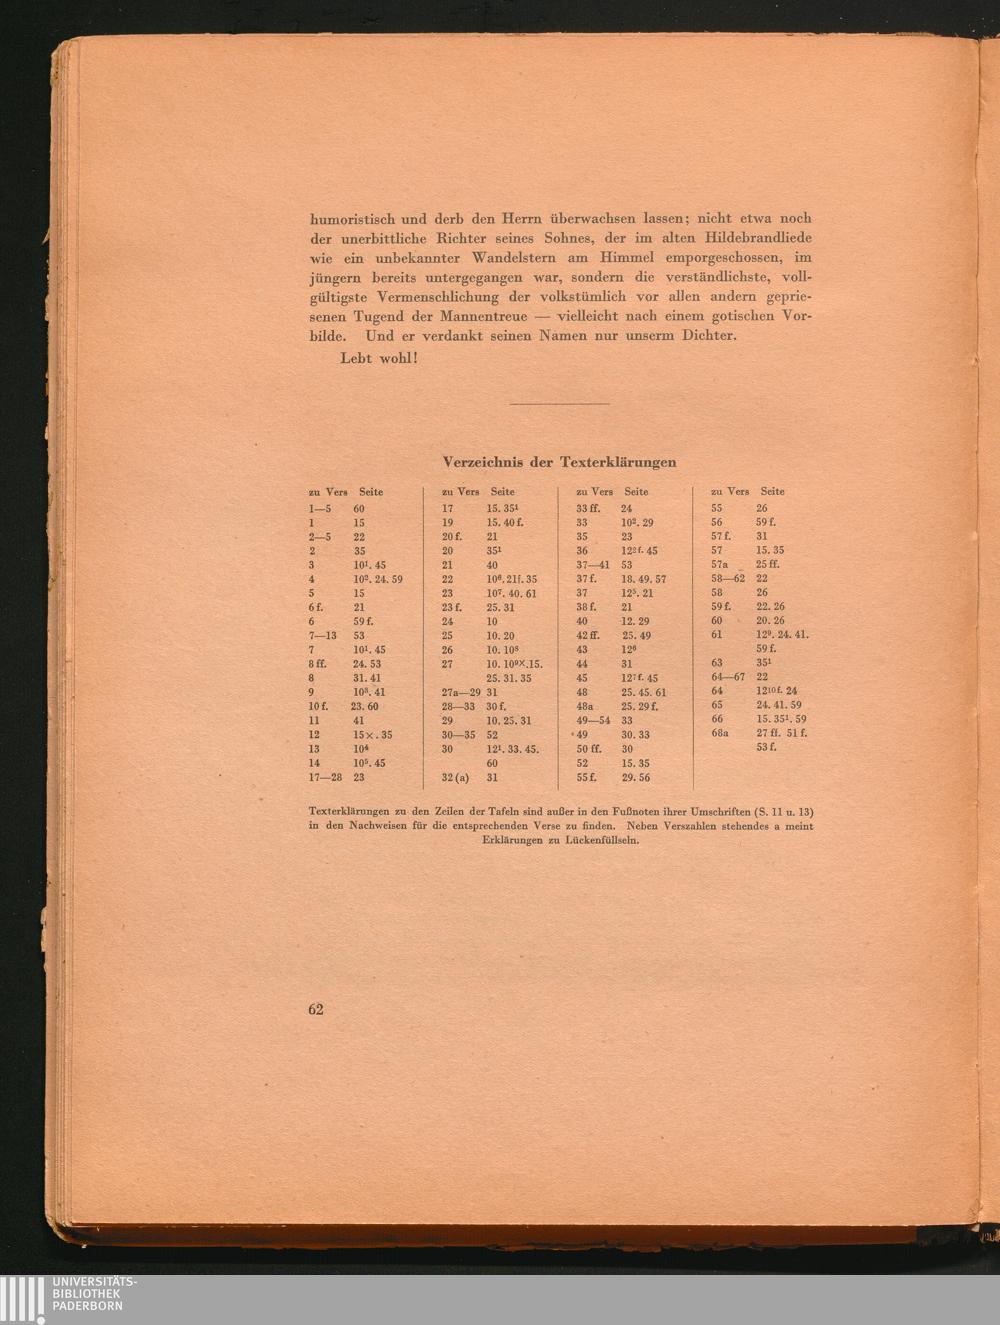 humoristisch und derb den Herrn überwachsen lassen; nicht etwa noch
der unerbittliche Richter seines Sohnes, der im alten Hildebrandliede
wie ein unbekannter Wandelstern am Himmel emporgeschossen, im
jüngern bereits untergegangen war, sondern die verständlichste, voll-
gültigste Vermenschlichung der volkstümlich vor allen andern geprie-
senen Tugend der Mannentreue — vielleicht nach einem gotischen Vor-
bilde. Und er verdankt seinen Namen nur unserm Dichter.
Lebt wohl!
Verzeichnis der Texterklärungen
zu Vers Seite
1—5 60
1 15
2—5 22
2 35
3 10¹. 45
4 10². 24. 59
5 15
6 f. 21
6 59 f.
7—13 53
7 10¹. 45
8 ff. 24. 53
8 31. 41
9 10³. 41
10 f. 23. 60
11 41
12 15×. 35
13 10⁴
14 10⁵. 45
17—28 23
zu Vers Seite
17 15. 35¹
19 15. 40 f.
20 f. 21
20 35¹
21 40
22 10⁶. 21f. 35
23 10⁷. 40. 61
23 f. 25. 31
24 10
25 10. 20
26 10. 10⁸
27 10. 10⁹×.15.
25. 31. 35
27a—29 31
28—33 30 f.
29 10. 25. 31
30—35 52
30 12¹. 33. 45.
60
32 (a) 31
zu Vers Seite
33 ff. 24
33 10². 29
35 23
36 12² f. 45
37—41 53
37 f. 18. 49. 57
37 12⁵. 21
38 f. 21
40 12. 29
42 ff. 25. 49
43 12⁶
44 31
45 12⁷ f. 45
48 25. 45. 61
48a 25. 29 f.
49—54 33
49 30. 33
50 ff. 30
52 15. 35
55 f. 29. 56
zu Vers Seite
55 26
56 59 f.
57 f. 31
57 15. 35
57a 25 ff.
58—62 22
58 26
59 f. 22. 26
60 20. 26
61 12⁹. 24. 41.
59 f.
63 35¹
64—67 22
64 12¹⁰ f. 24
65 24. 41. 59
66 15. 35¹. 59
68a 27 ff. 51 f.
53 f.
Texterklärungen zu den Zeilen der Tafeln sind außer in den Fußnoten ihrer Umschriften (S. 11 u. 13)
in den Nachweisen für die entsprechenden Verse zu finden. Neben Verszahlen stehendes a meint
Erklärungen zu Lückenfüllseln.
62
UNIVERSITÄTS-
BIBLIOTHEK
PADERBORN